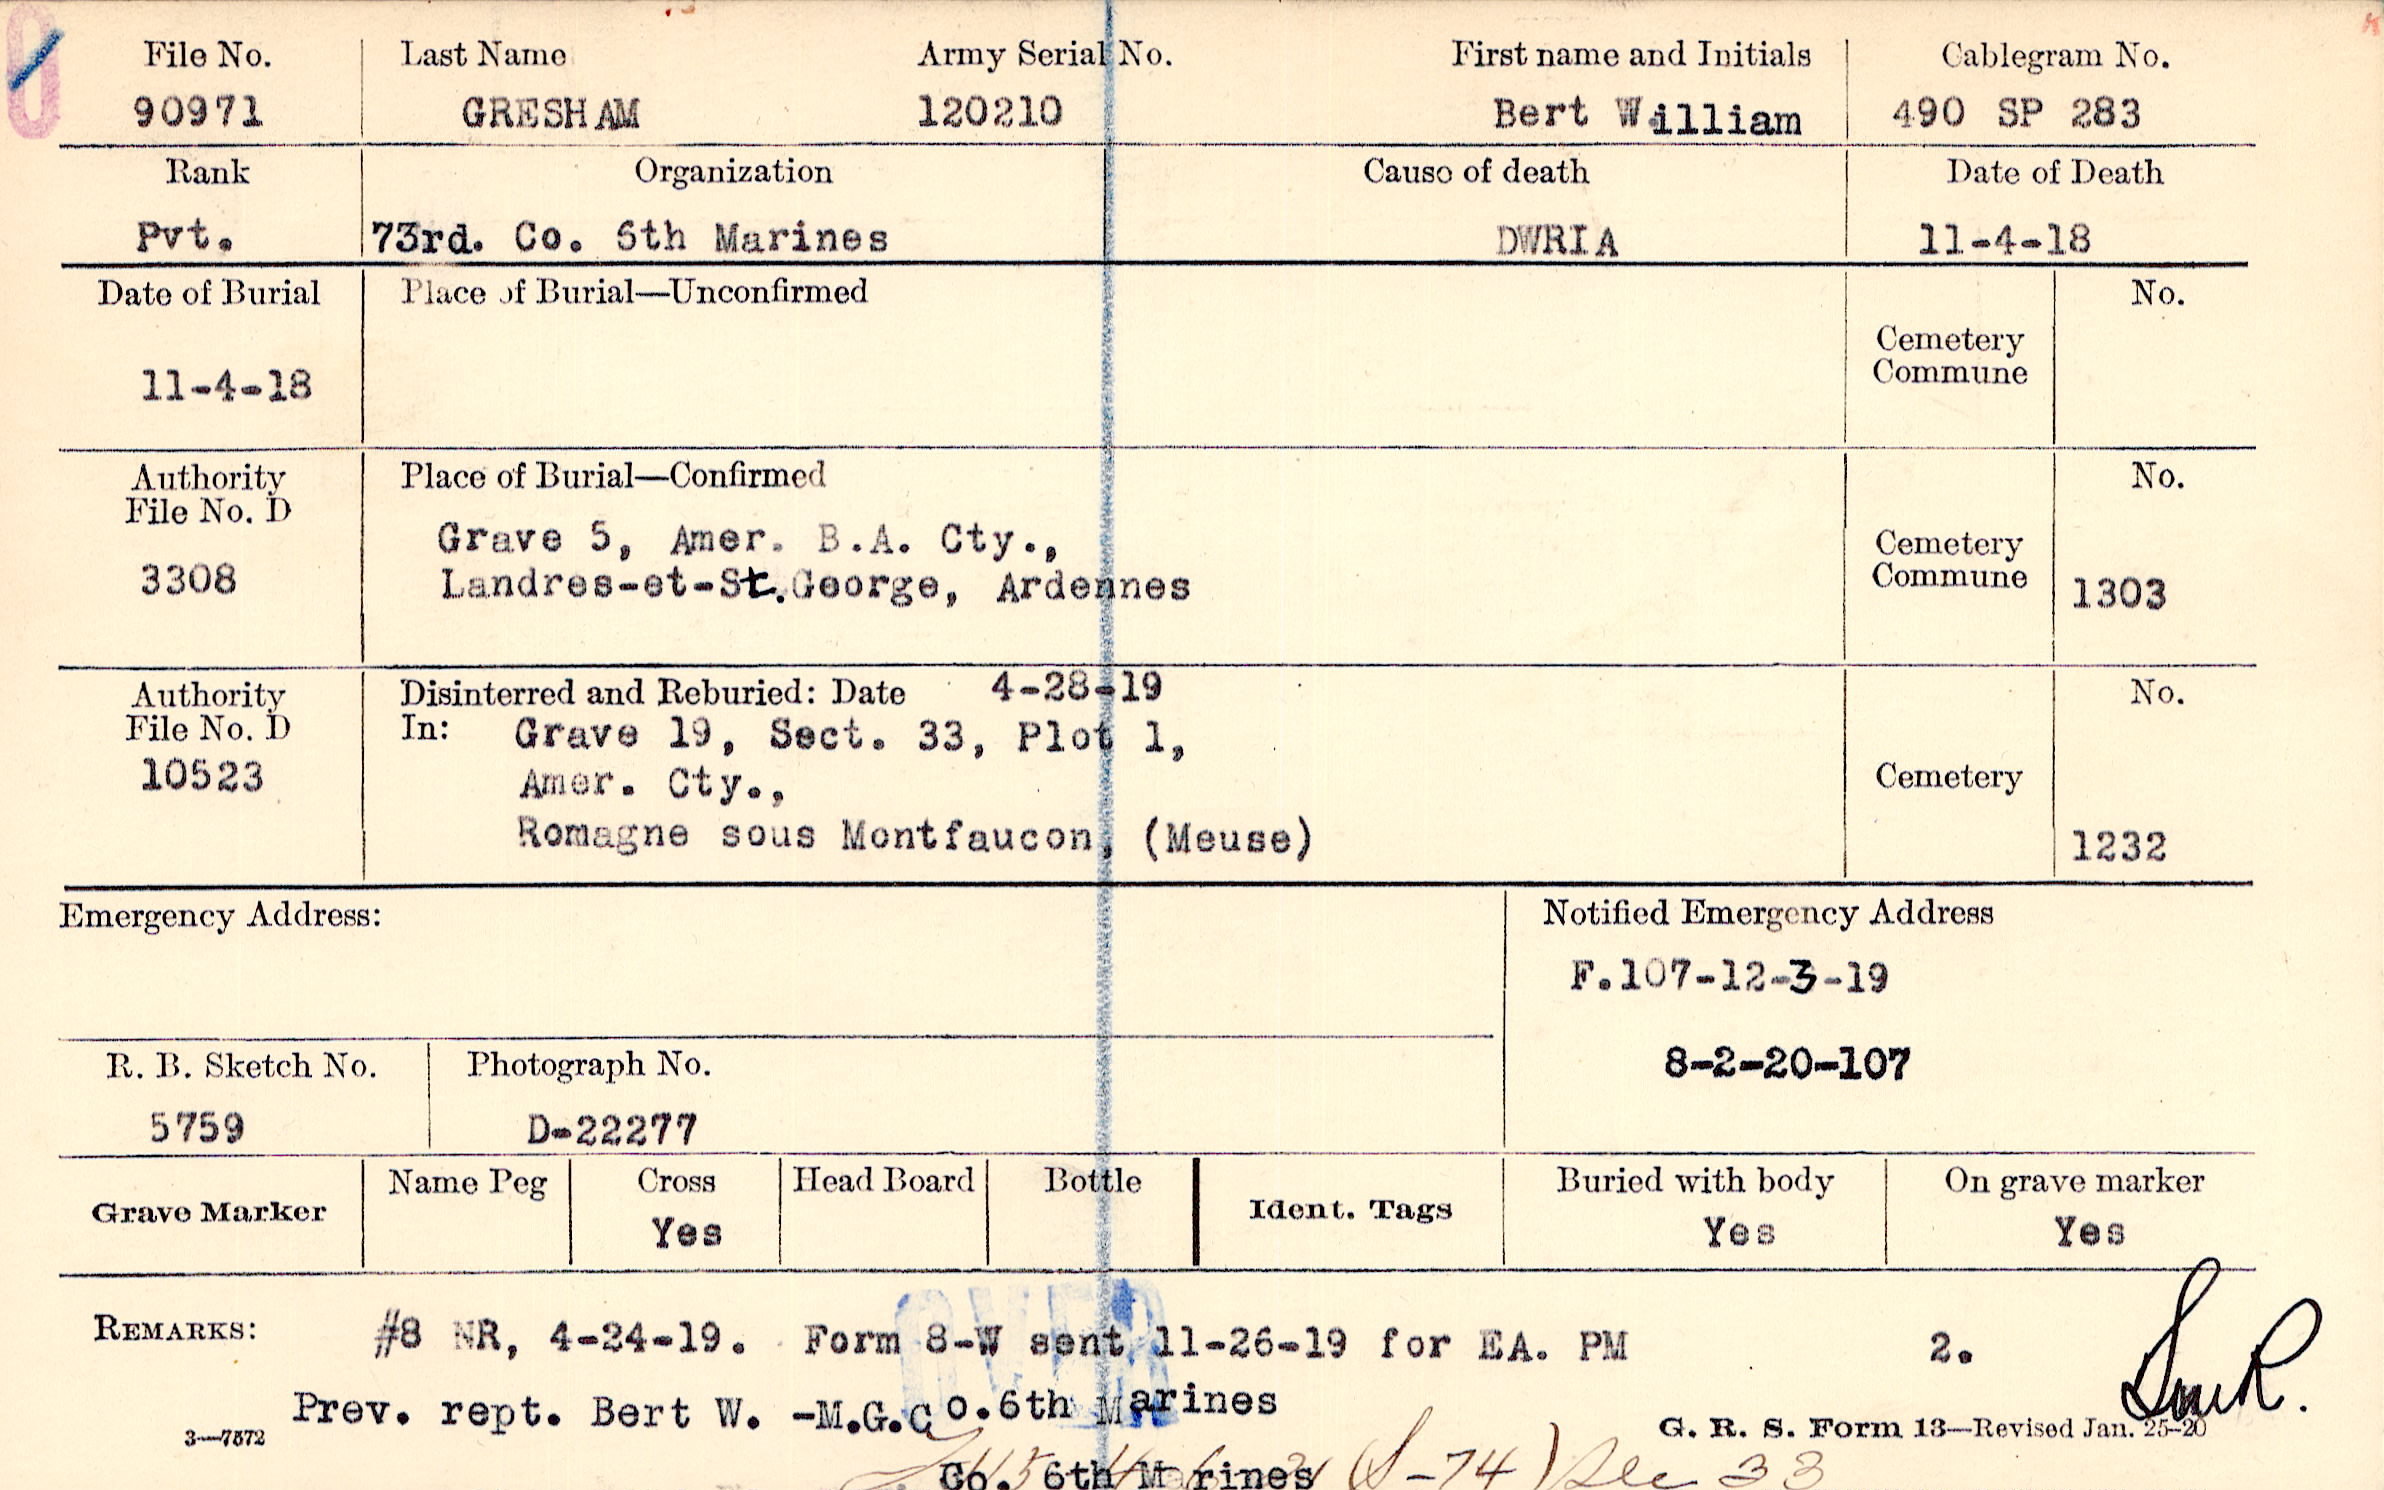 File No. Last Name Army Serial No. First name and Initials Cablegram No.
90971 GRESHAM 120210 Bert William 490 SP 283
Rank Organization Cause of death Date of Death
Pvt. 73rd. Co. 6th Marines DWRIA 11-4-18
Date of Burial Place of Burial—Unconfirmed No.
Cemetery
Commune
11-4-18
Authority Place of Burial—Confirmed No.
File No. D
Grave 5, Amer. B.A. Cty., Cemetery
3308 Landres-et-St.George, Ardennes Commune 1303
Authority Disinterred and Reburied: Date 4-28-19 No.
File No. D In: Grave 19, Sect. 33, Plot 1,
10523 Amer. Cty., Cemetery
Romagne sous Montfaucon, (Meuse) 1232
Emergency Address: Notified Emergency Address
F.107-12-3-19
R. B. Sketch No. Photograph No. 8-2-20-107
5759 D-22277
Grave Marker Name Peg Cross Head Board Bottle Ident. Tags Buried with body On grave marker
Yes Yes Yes
OVER
REMARKS: #8 NR, 4-24-19. Form 8-W sent 11-26-19 for EA. PM 2.
Prev. rept. Bert W. -M.G.Co.6th Marines
3—7572 G. R. S. Form 13—Revised Jan. 25-20
Co. 6th Marines (S-74) Sec 33